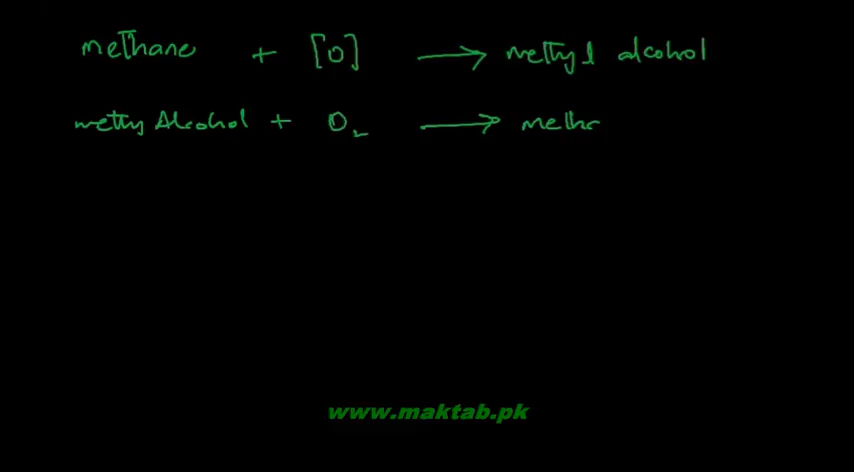 methane + [O] → methyl alcohol
methy Alcohol + O₂ → metha
www.maktab.pk